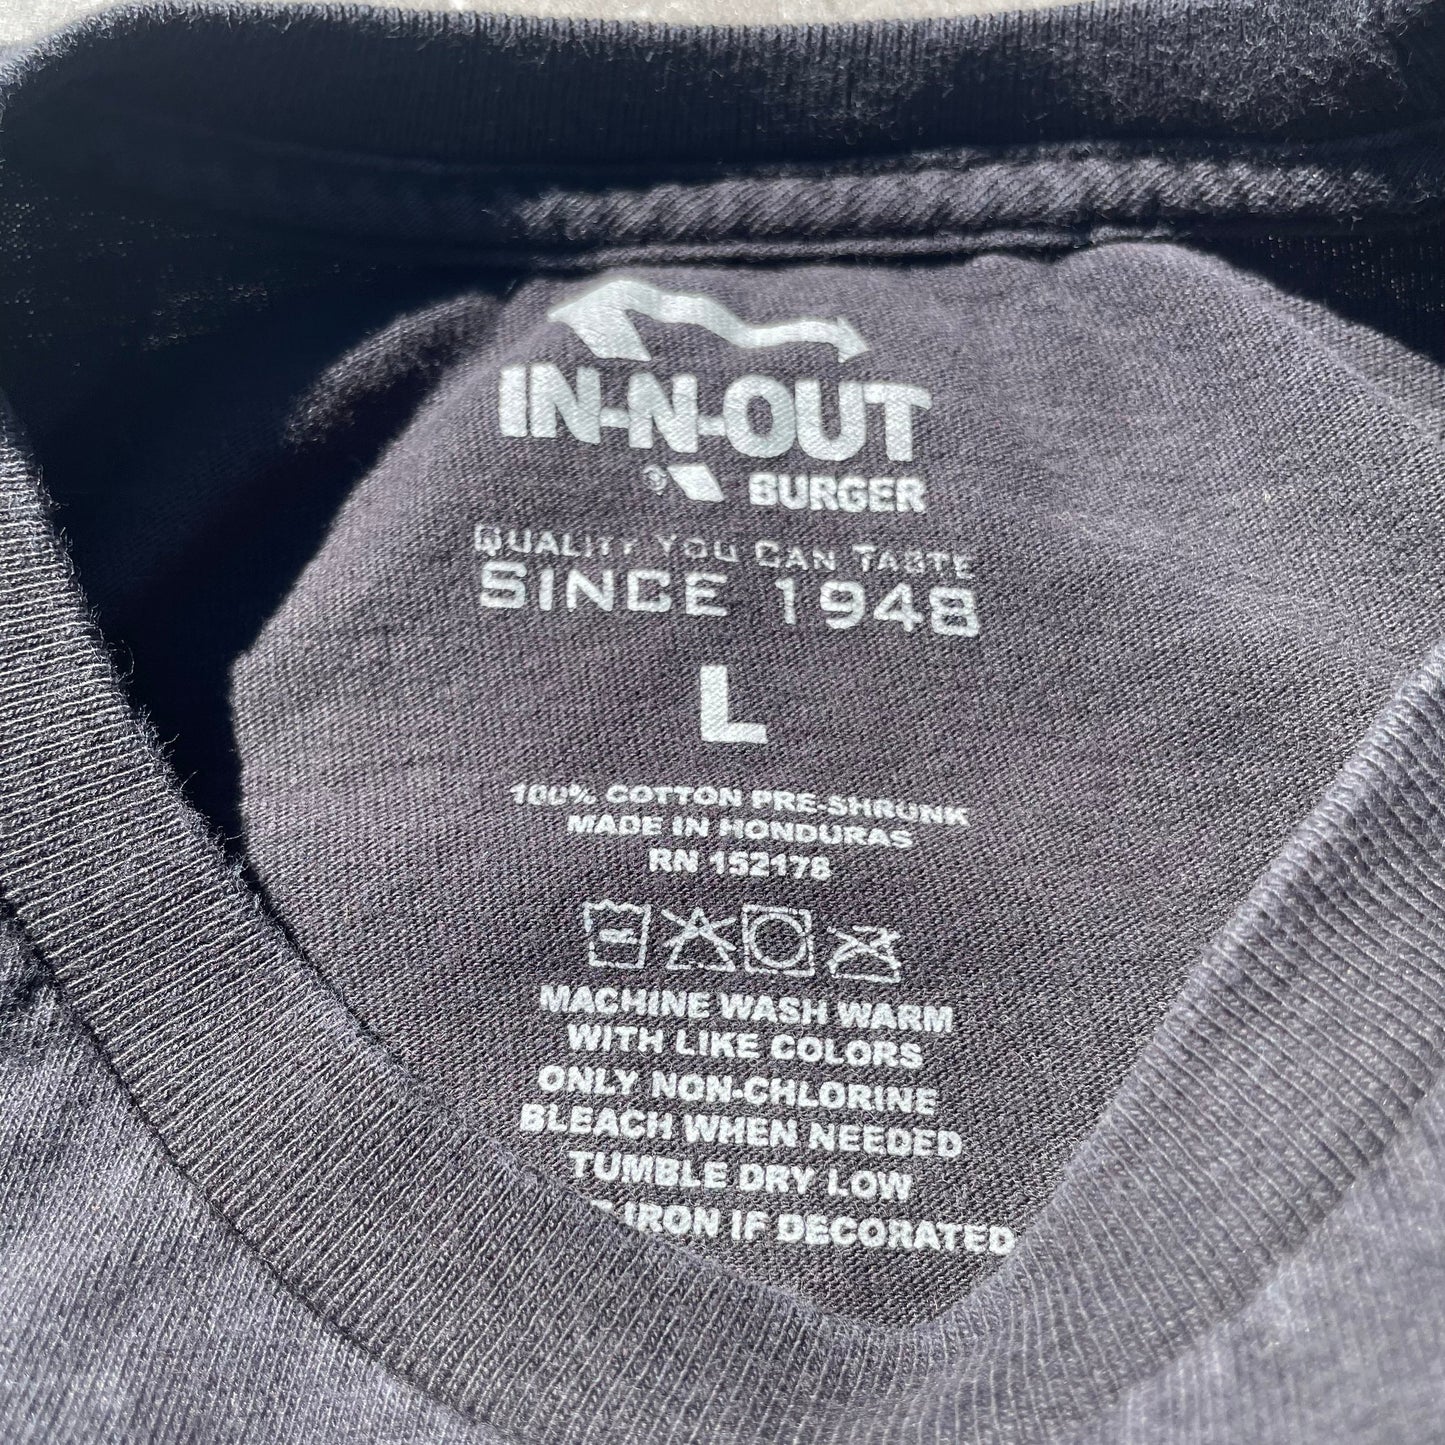 IN-N-OUT
® BURGER
QUALITY YOU CAN TASTE
SINCE 1948
L
100% COTTON PRE-SHRUNK
MADE IN HONDURAS
RN 152178
MACHINE WASH WARM
WITH LIKE COLORS
ONLY NON-CHLORINE
BLEACH WHEN NEEDED
TUMBLE DRY LOW
IRON IF DECORATED